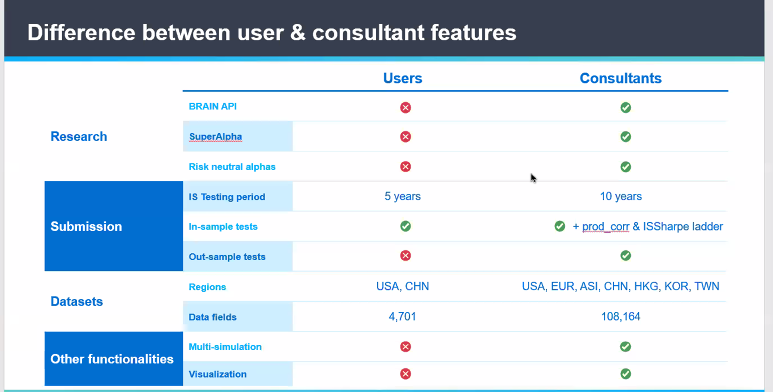 Difference between user & consultant features
Users Consultants
Research
BRAIN API
SuperAlpha
Risk neutral alphas
Submission
IS Testing period 5 years 10 years
In-sample tests + prod_corr & ISSharpe ladder
Out-sample tests
Datasets
Regions USA, CHN USA, EUR, ASI, CHN, HKG, KOR, TWN
Data fields 4,701 108,164
Other functionalities
Multi-simulation
Visualization